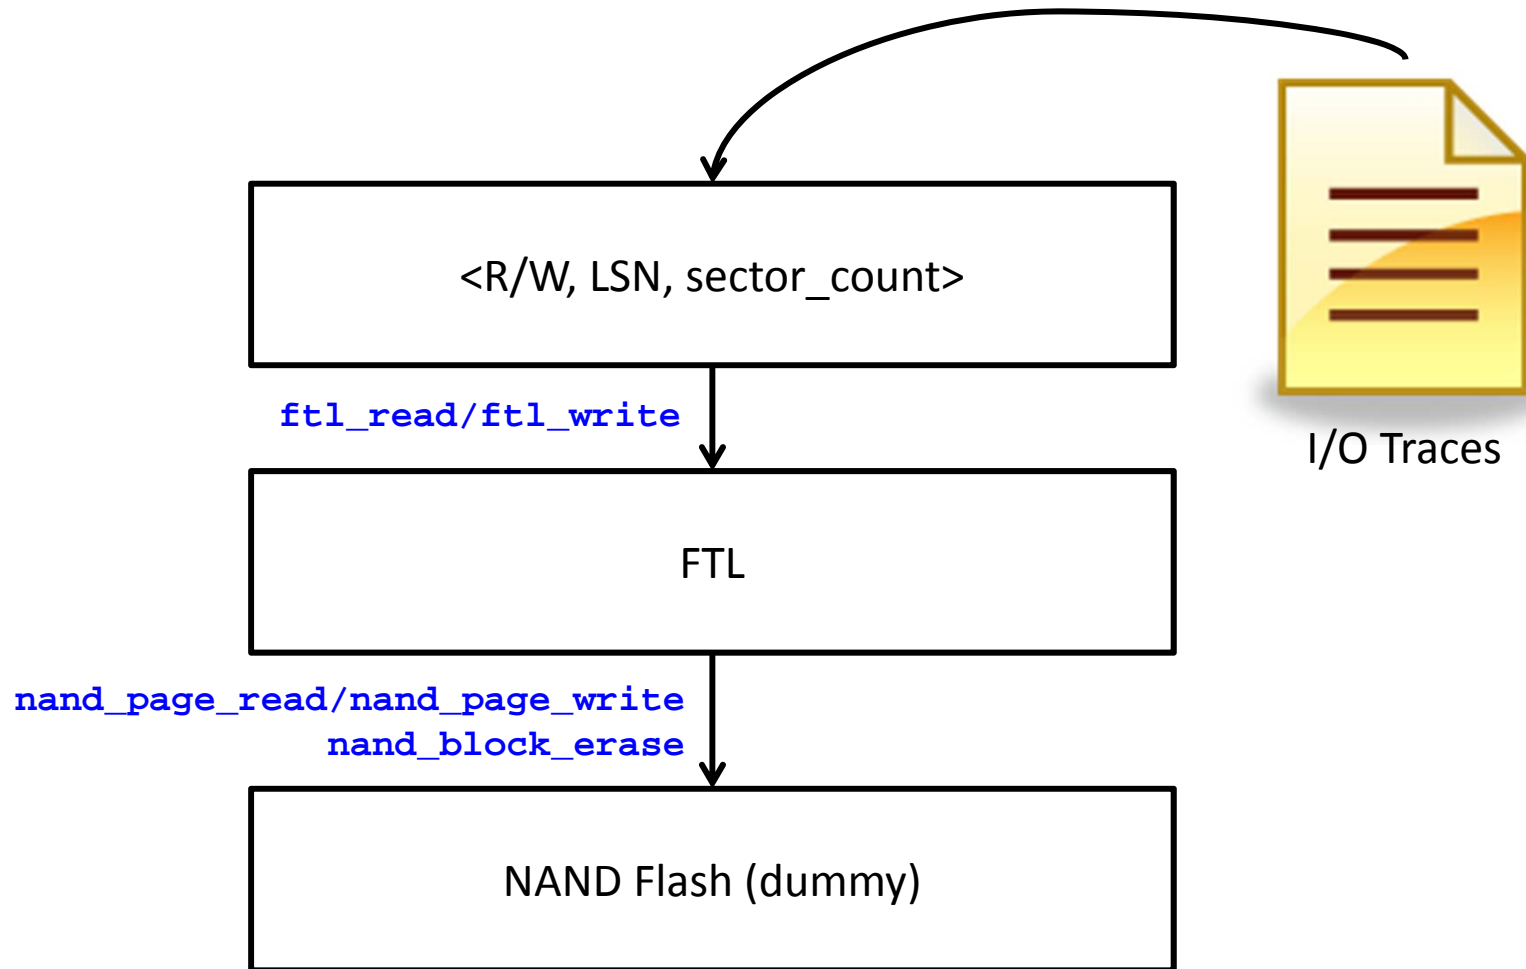 <R/W, LSN, sector_count>
ftl_read/ftl_write
I/O Traces
FTL
nand_page_read/nand_page_write
nand_block_erase
NAND Flash (dummy)